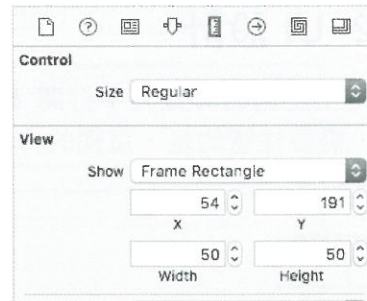 Control
Size Regular
View
Show Frame Rectangle
54 191
X Y
50 50
Width Height